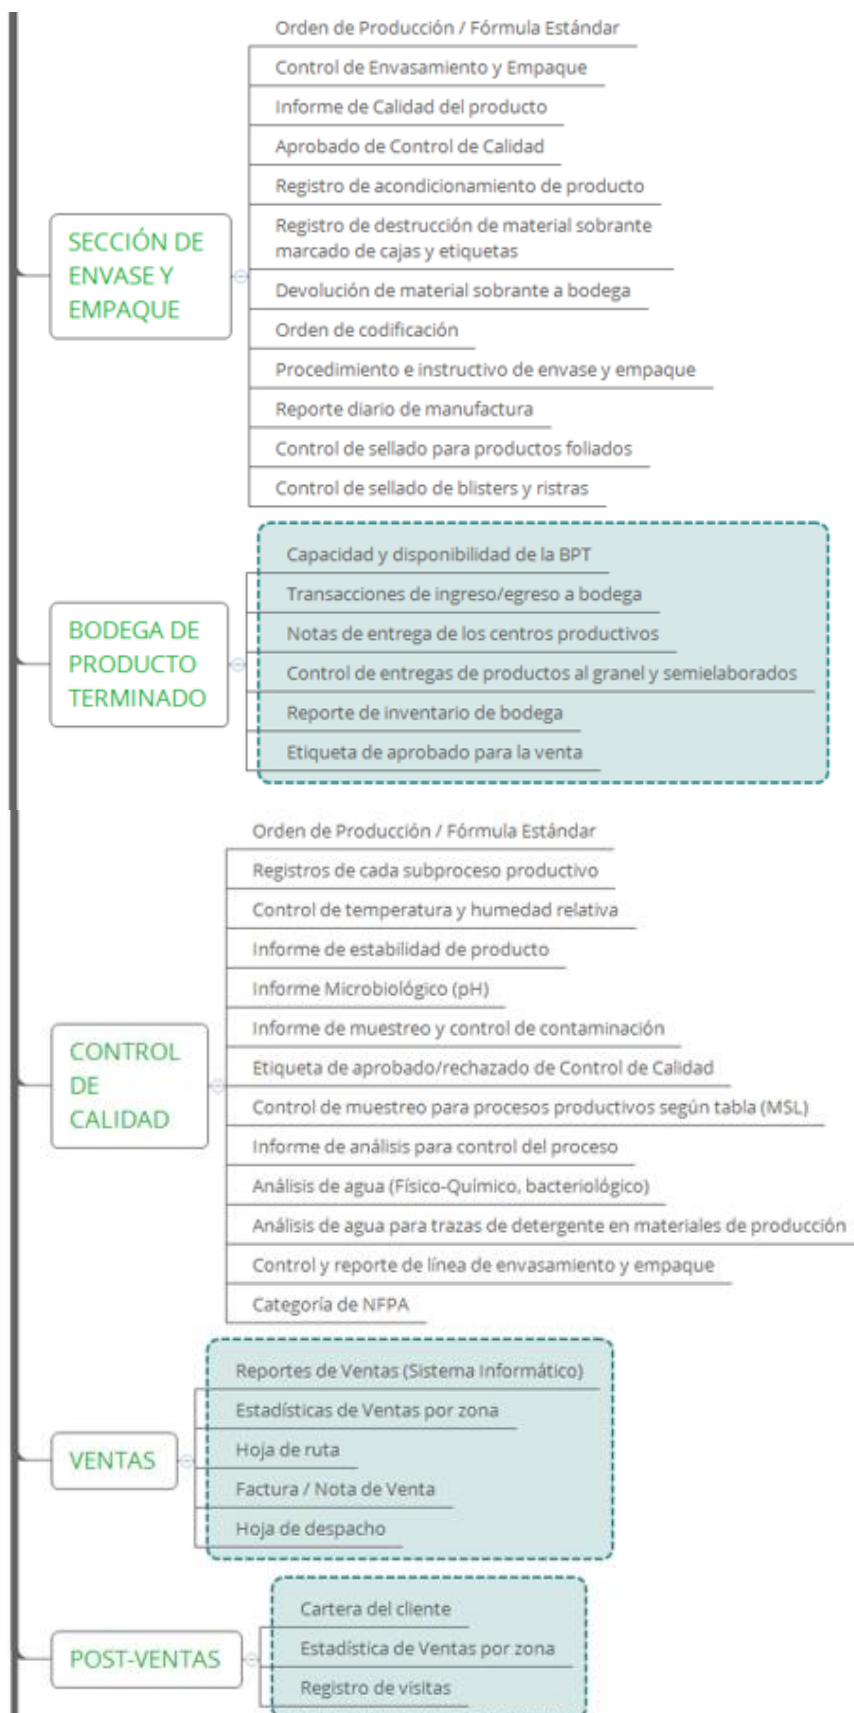 Orden de Producción / Fórmula Estándar
Control de Envasamiento y Empaque
Informe de Calidad del producto
Aprobado de Control de Calidad
Registro de acondicionamiento de producto
Registro de destrucción de material sobrante
marcado de cajas y etiquetas
SECCIÓN DE
ENVASE Y
EMPAQUE
Devolución de material sobrante a bodega
Orden de codificación
Procedimiento e instructivo de envase y empaque
Reporte diario de manufactura
Control de sellado para productos foliados
Control de sellado de blisters y ristras
Capacidad y disponibilidad de la BPT
Transacciones de ingreso/egreso a bodega
Notas de entrega de los centros productivos
BODEGA DE
PRODUCTO
TERMINADO
Control de entregas de productos al granel y semielaborados
Reporte de inventario de bodega
Etiqueta de aprobado para la venta
Orden de Producción / Fórmula Estándar
Registros de cada subproceso productivo
Control de temperatura y humedad relativa
Informe de estabilidad de producto
Informe Microbiológico (pH)
Informe de muestreo y control de contaminación
CONTROL
DE
CALIDAD
Etiqueta de aprobado/rechazado de Control de Calidad
Control de muestreo para procesos productivos según tabla (MSL)
Informe de análisis para control del proceso
Análisis de agua (Físico-Químico, bacteriológico)
Análisis de agua para trazas de detergente en materiales de producción
Control y reporte de línea de envasamiento y empaque
Categoría de NFPA
Reportes de Ventas (Sistema Informático)
Estadísticas de Ventas por zona
VENTAS
Hoja de ruta
Factura / Nota de Venta
Hoja de despacho
Cartera del cliente
POST-VENTAS
Estadística de Ventas por zona
Registro de visitas